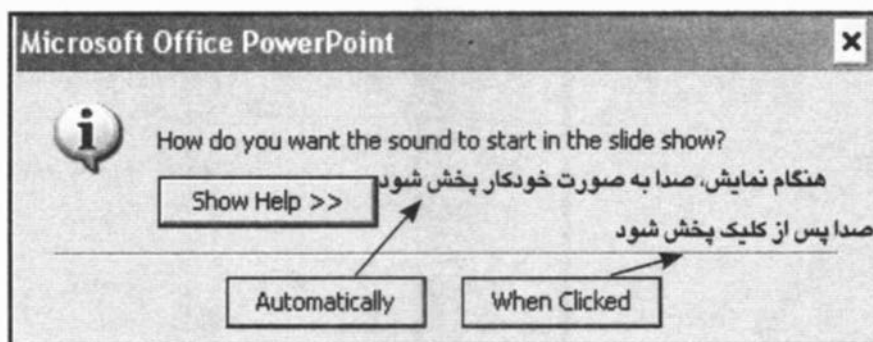 Microsoft Office PowerPoint
How do you want the sound to start in the slide show?
هنگام نمایش، صدا به صورت خودکار پخش شود
Show Help >>
صدا پس از کلیک پخش شود
Automatically
When Clicked